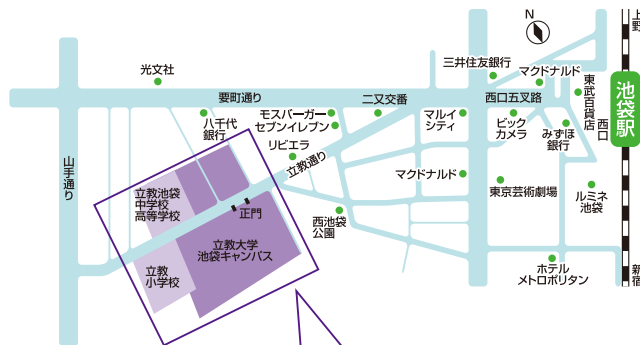 N
上野
光文社
三井住友銀行
マクドナルド
要町通り
二又交番
西口五叉路
東武百貨店
西口
池袋駅
八千代
銀行
モスバーガー
セブンイレブン
マルイ
シティ
ビック
カメラ
みずほ
銀行
リビエラ
立教通り
山手通り
立教池袋
中学校
高等学校
マクドナルド
東京芸術劇場
ルミネ
池袋
正門
西池袋
公園
立教大学
池袋キャンパス
立教
小学校
ホテル
メトロポリタン
新宿